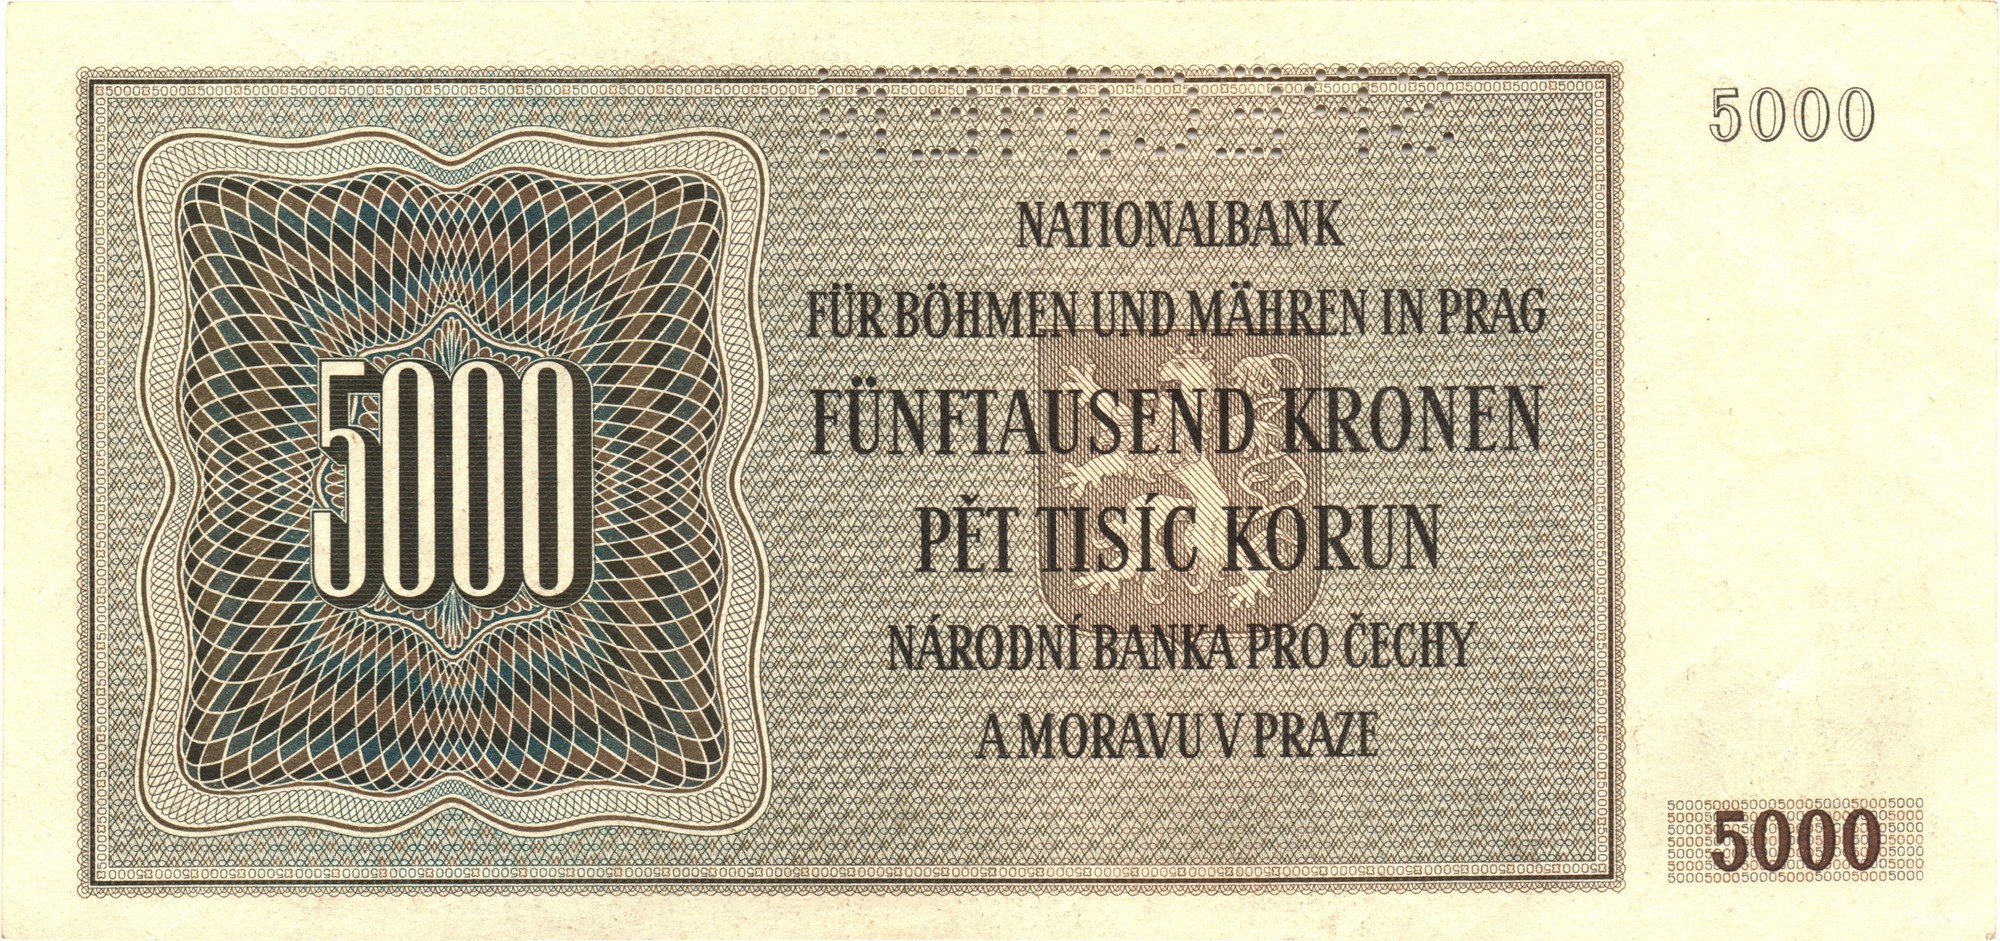 5000
NATIONALBANK
FÜR BÖHMEN UND MÄHREN IN PRAG
FÜNFTAUSEND KRONEN
5000
PĚT TISÍC KORUN
NÁRODNÍ BANKA PRO ČECHY
A MORAVU V PRAZE
5000